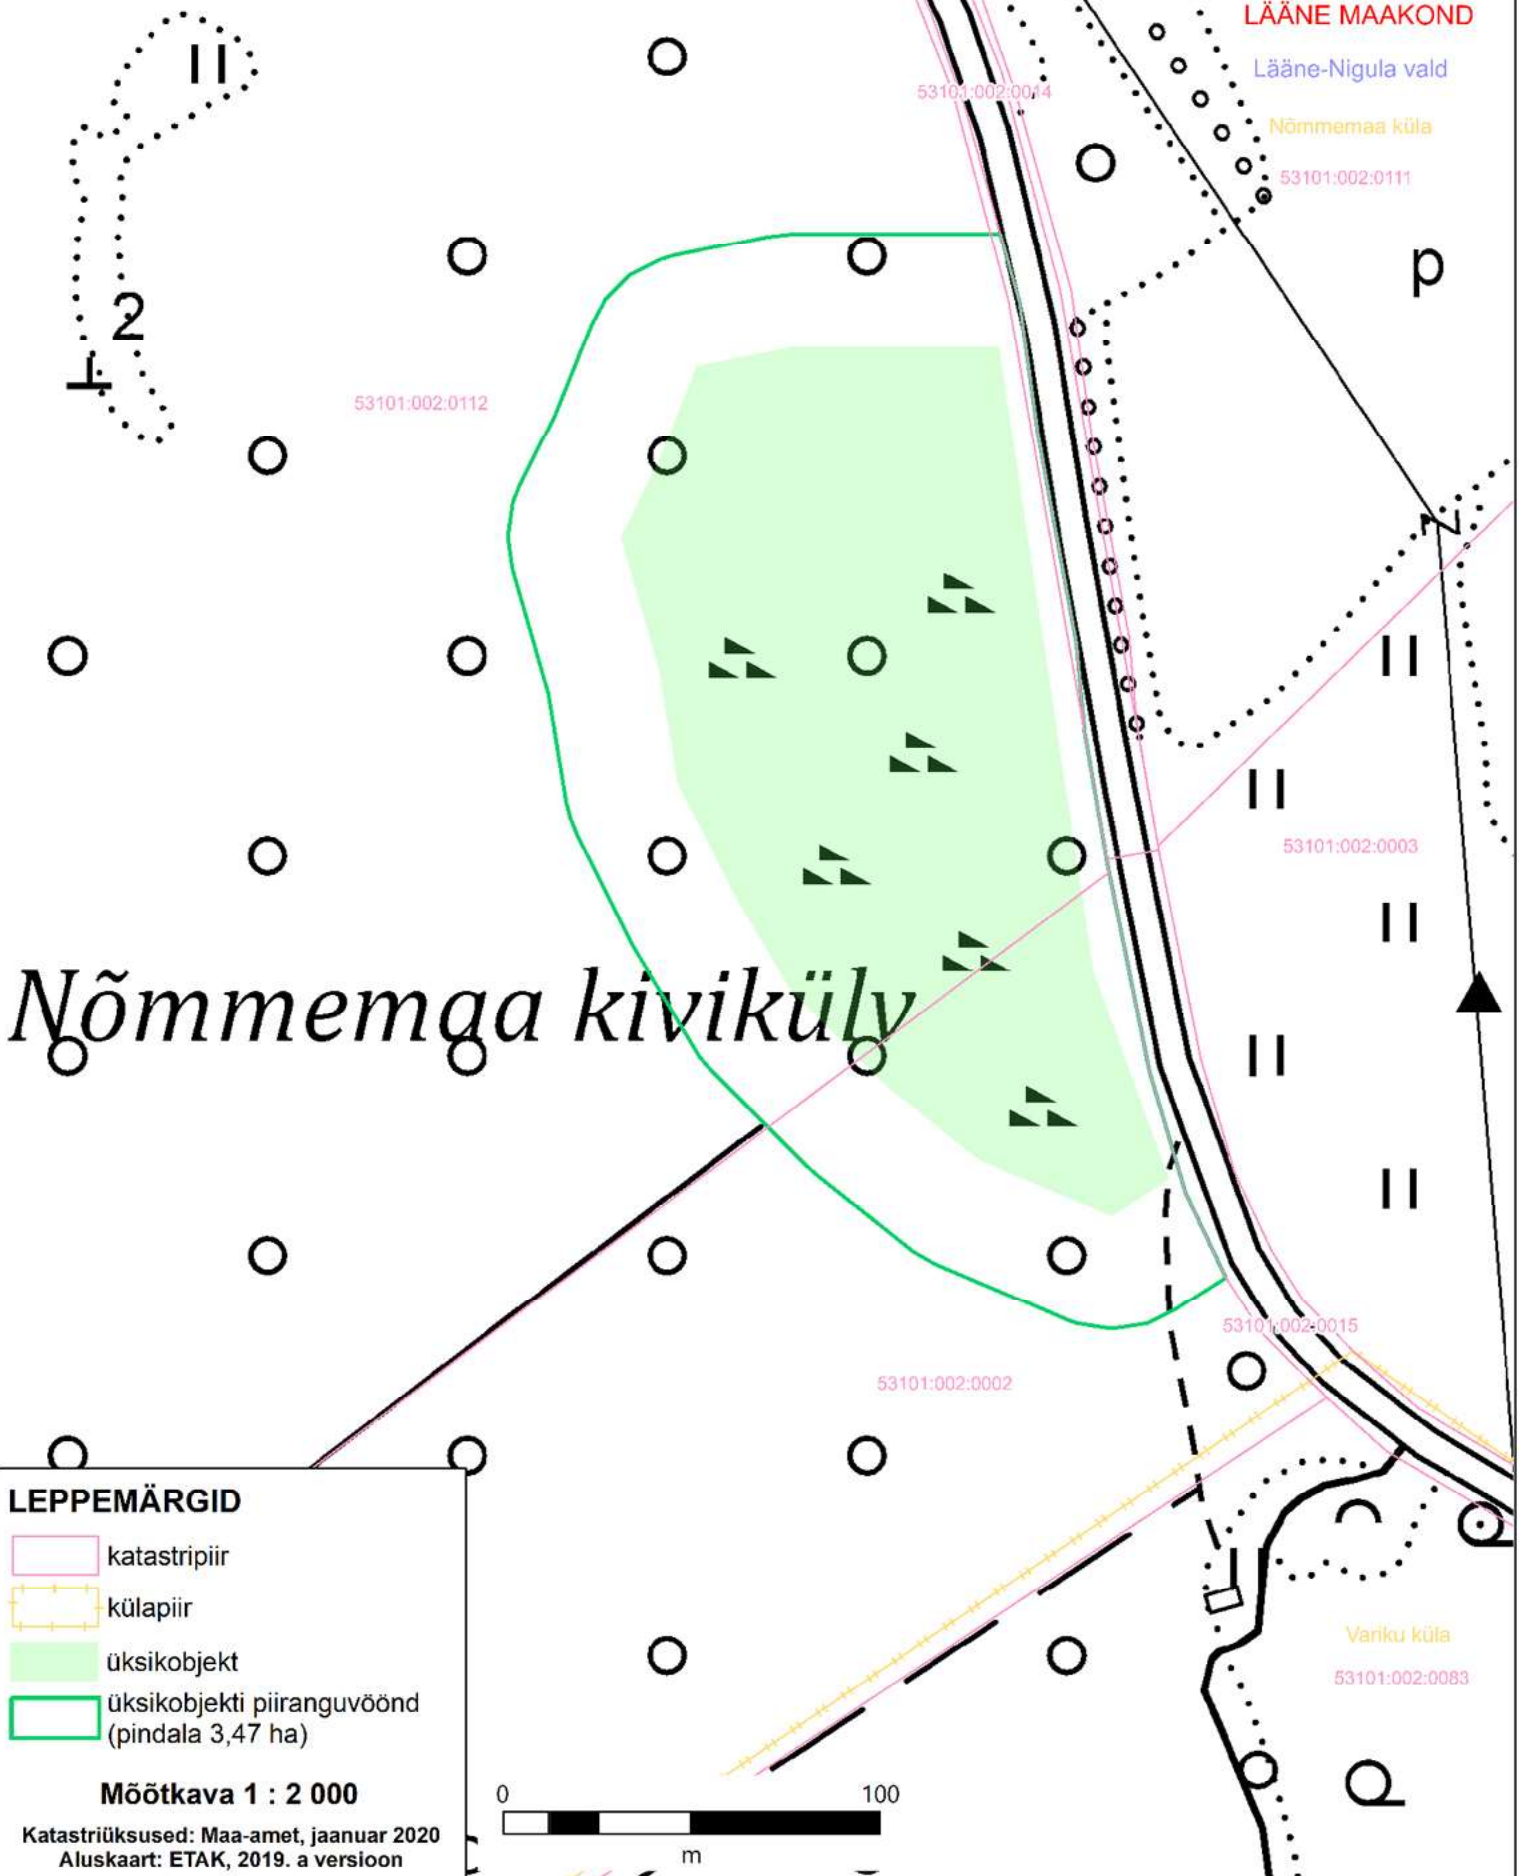 LÄÄNE MAAKOND
Lääne-Nigula vald
53101:002:0014
Nõmmemaa küla
53101:002:0111
p
2
53101:002:0112
53101:002:0003
Nõmmemaa kivikülv
53101:002:0015
53101:002:0002
LEPPEMÄRGID
katastripiir
külapiir
üksikobjekt
üksikobjekti piiranguvöönd
(pindala 3,47 ha)
Mõõtkava 1 : 2 000
Katastriüksused: Maa-amet, jaanuar 2020
Aluskaart: ETAK, 2019. a versioon
Variku küla
53101:002:0083
0 100
m